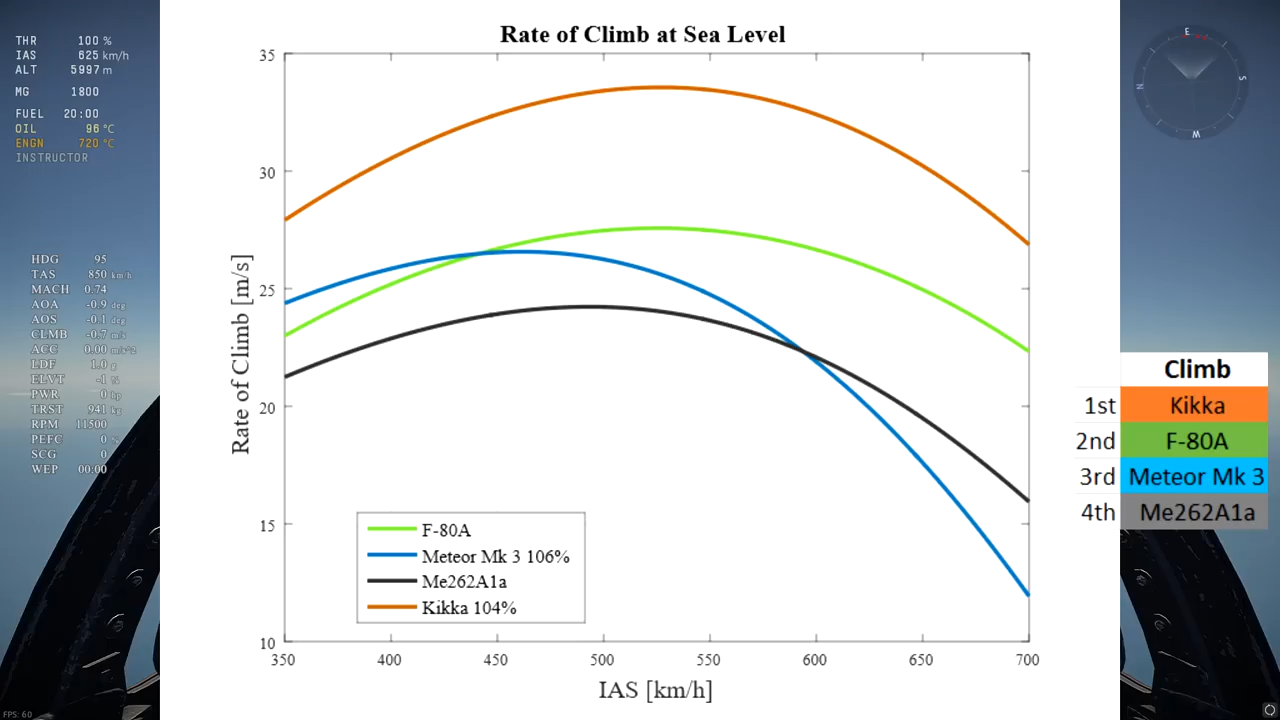 THR 100 %
IAS 625 km/h
ALT 5997 m
MG 1800
FUEL 20:00
OIL 96 °C
ENGN 720 °C
INSTRUCTOR
HDG 95
TAS 850 km/h
MACH 0.74
AOA -0.9 deg
AOS -0.1 deg
CLMB -0.7 m/s
ACC 0.00 m/s^2
LDF 1.0 g
ELVT -1 %
PWR 0 hp
TRST 941 kg
RPM 11500
PEFC 0 %
SCG 0
WEP 00:00
FPS: 60
Rate of Climb at Sea Level
35
30
25
20
15
10
Rate of Climb [m/s]
F-80A
Meteor Mk 3 106%
Me262A1a
Kikka 104%
350 400 450 500 550 600 650 700
IAS [km/h]
E
N S
W
Climb
1st Kikka
2nd F-80A
3rd Meteor Mk 3
4th Me262A1a